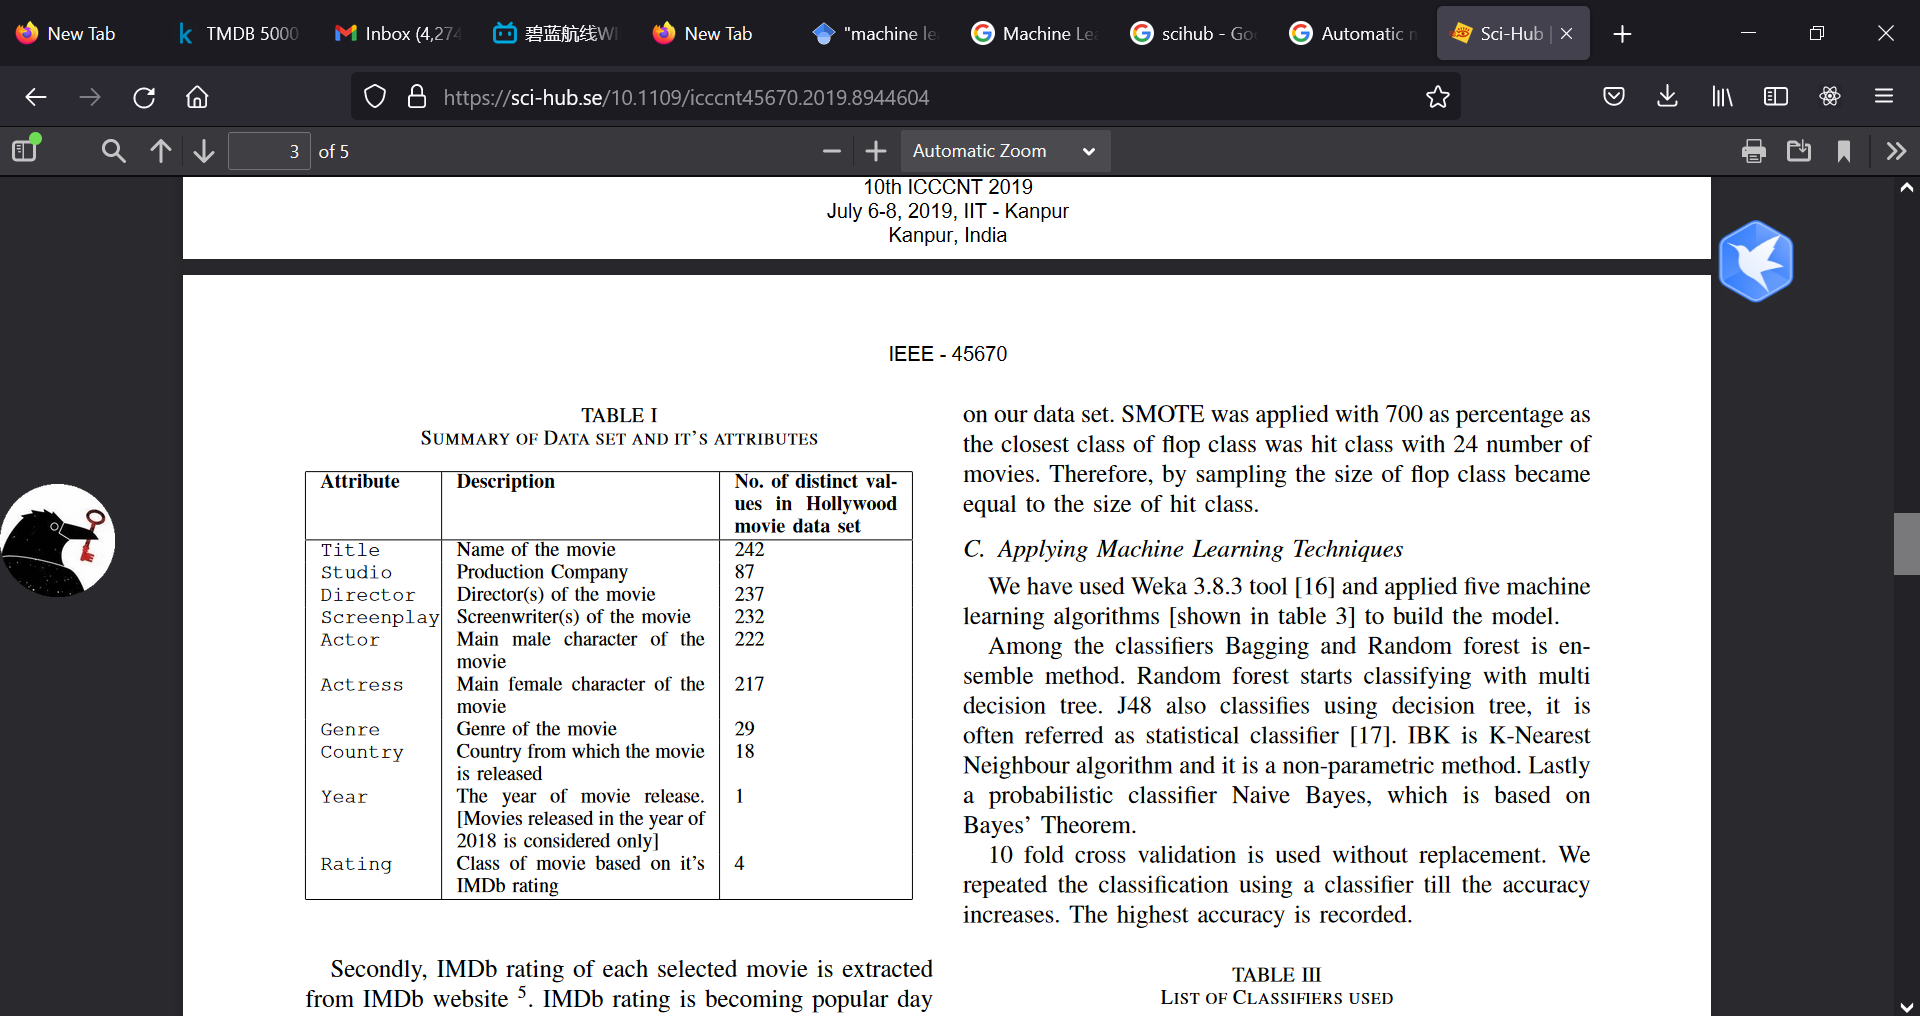 New Tab
TMDB 5000
Inbox (4,274
碧蓝航线WI
New Tab
"machine le
Machine Le
scihub - Go
Automatic m
Sci-Hub |
https://sci-hub.se/10.1109/icccnt45670.2019.8944604
3 of 5
Automatic Zoom
10th ICCCNT 2019
July 6-8, 2019, IIT - Kanpur
Kanpur, India
IEEE - 45670
TABLE I
SUMMARY OF DATA SET AND IT'S ATTRIBUTES
Attribute Description No. of distinct val-
ues in Hollywood
movie data set
Title Name of the movie 242
Studio Production Company 87
Director Director(s) of the movie 237
Screenplay Screenwriter(s) of the movie 232
Actor Main male character of the 222
movie
Actress Main female character of the 217
movie
Genre Genre of the movie 29
Country Country from which the movie 18
is released
Year The year of movie release. 1
[Movies released in the year of
2018 is considered only]
Rating Class of movie based on it's 4
IMDb rating
Secondly, IMDb rating of each selected movie is extracted
from IMDb website 5. IMDb rating is becoming popular day
on our data set. SMOTE was applied with 700 as percentage as
the closest class of flop class was hit class with 24 number of
movies. Therefore, by sampling the size of flop class became
equal to the size of hit class.
C. Applying Machine Learning Techniques
We have used Weka 3.8.3 tool [16] and applied five machine
learning algorithms [shown in table 3] to build the model.
Among the classifiers Bagging and Random forest is en-
semble method. Random forest starts classifying with multi
decision tree. J48 also classifies using decision tree, it is
often referred as statistical classifier [17]. IBK is K-Nearest
Neighbour algorithm and it is a non-parametric method. Lastly
a probabilistic classifier Naive Bayes, which is based on
Bayes' Theorem.
10 fold cross validation is used without replacement. We
repeated the classification using a classifier till the accuracy
increases. The highest accuracy is recorded.
TABLE III
LIST OF CLASSIFIERS USED